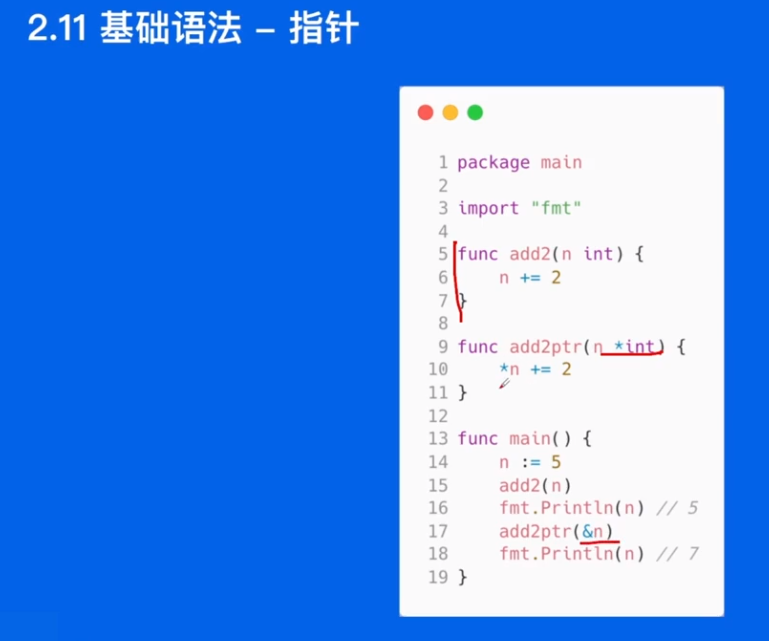 2.11 基础语法 – 指针
1 package main
2
3 import "fmt"
4
5 func add2(n int) {
6     n += 2
7 }
8
9 func add2ptr(n *int) {
10     *n += 2
11 }
12
13 func main() {
14     n := 5
15     add2(n)
16     fmt.Println(n) // 5
17     add2ptr(&n)
18     fmt.Println(n) // 7
19 }